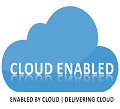 CLOUD ENABLED
ENABLED BY CLOUD | DELIVERING CLOUD